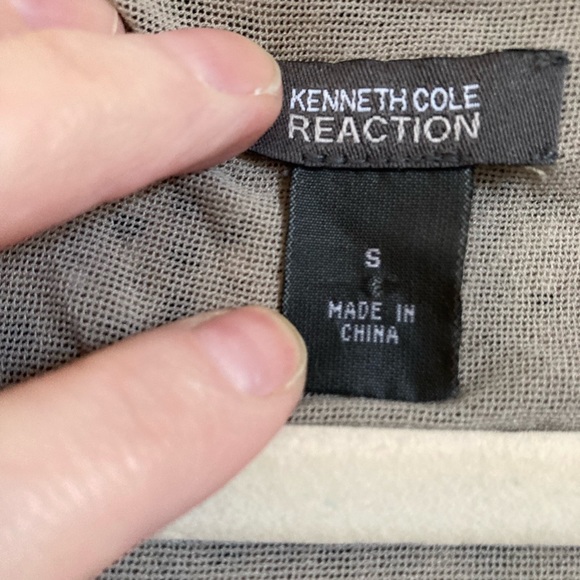 KENNETH COLE
REACTION
S
MADE IN
CHINA